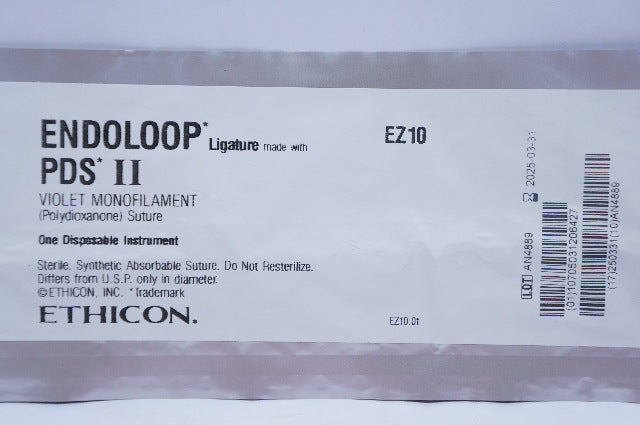 ENDOLOOP* Ligature made with
PDS* II
VIOLET MONOFILAMENT
(Polydioxanone) Suture
One Disposable Instrument
Sterile, Synthetic Absorbable Suture. Do Not Resterilize.
Differs from U.S.P. only in diameter.
©ETHICON, INC. *Trademark
ETHICON.
EZ10
EZ10.01
LOT AN4889
2025-03-31
(01)10705031206427
(17)250331(10)AN4889